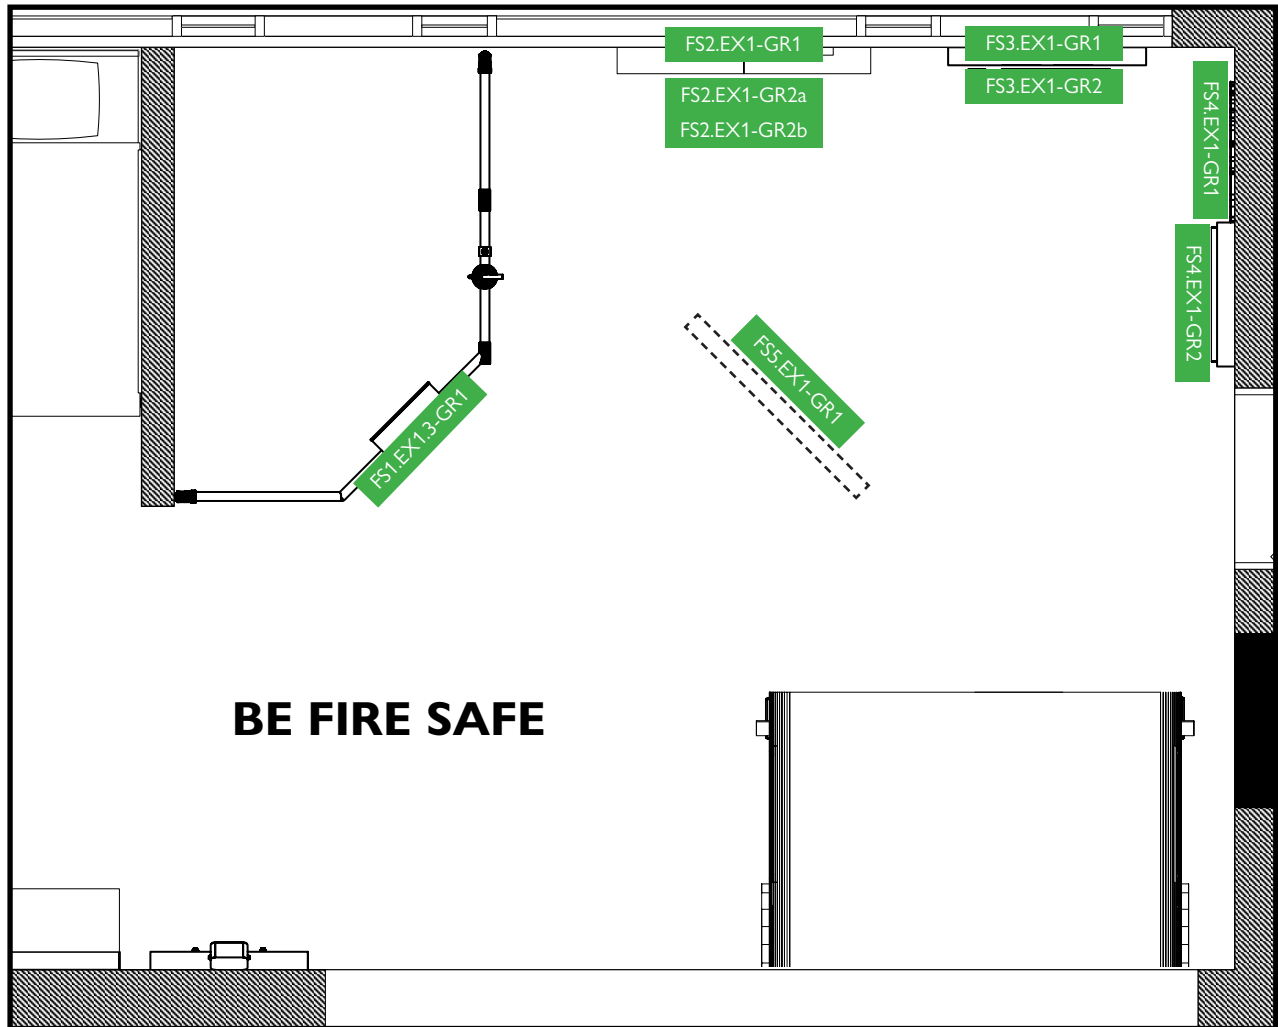 FS2.EX1-GR1
FS2.EX1-GR2a
FS2.EX1-GR2b
FS3.EX1-GR1
FS3.EX1-GR2
FS4.EX1-GR1
FS4.EX1-GR2
FS5.EX1-GR1
FS1.EX1.3-GR1
BE FIRE SAFE